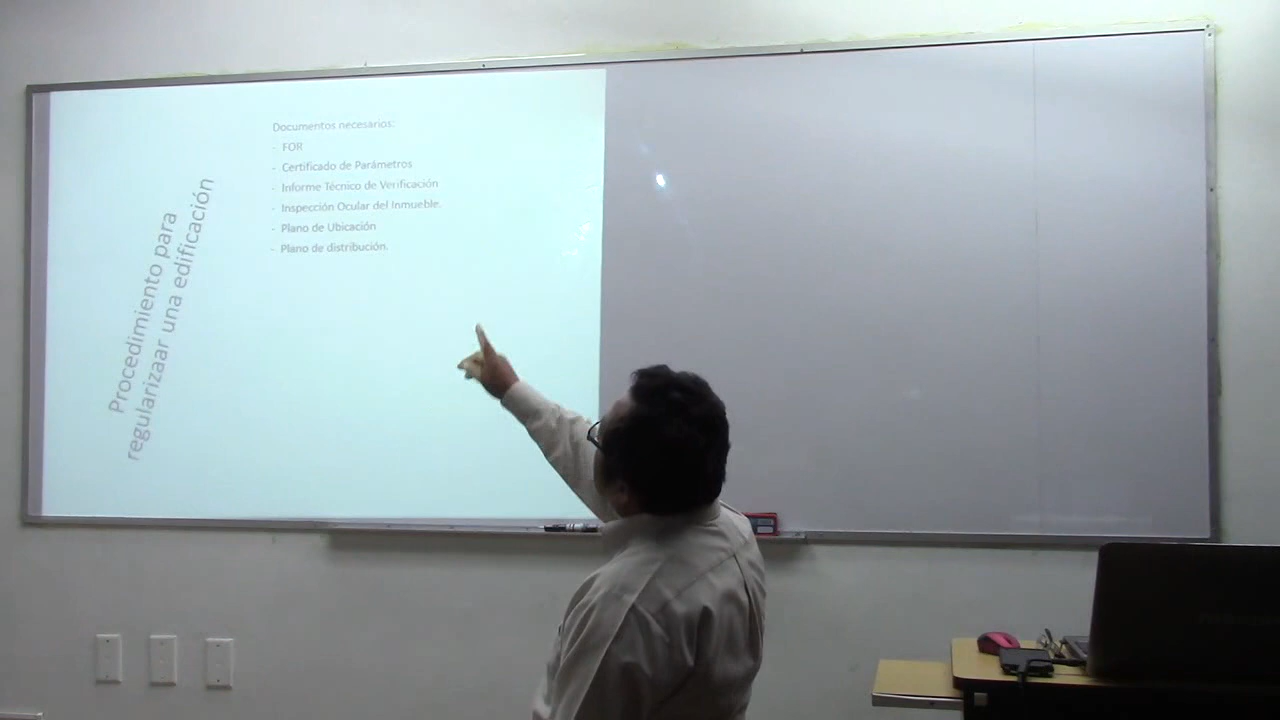 Procedimiento para
regularizaar una edificación
Documentos necesarios:
- FOR
- Certificado de Parámetros
- Informe Técnico de Verificación
- Inspección Ocular del Inmueble.
- Plano de Ubicación
- Plano de distribución.